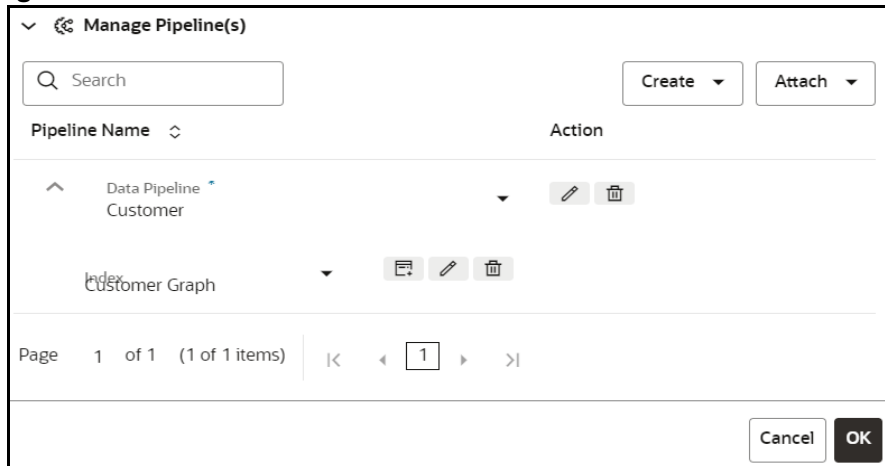 Manage Pipeline(s)
Search
Create
Attach
Pipeline Name
Action
Data Pipeline *
Customer
Index
Customer Graph
Page 1 of 1 (1 of 1 items) 1
Cancel
OK